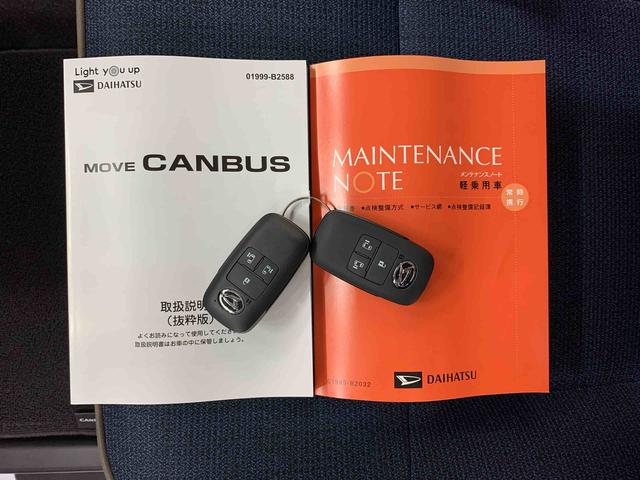 Light you up
DAIHATSU
01999-B2588
MOVE CANBUS
取扱説明
(抜粋版)
よくお読みになって使用してくださ
取扱説明書はお車の中に保管しましょう。
MAINTENANCE
NOTE
メンテナンスノート
軽乗用車
常時
携行
●点検整備方式 ●サービス網 ●点検整備記録簿
01999-B2032
DAIHATSU